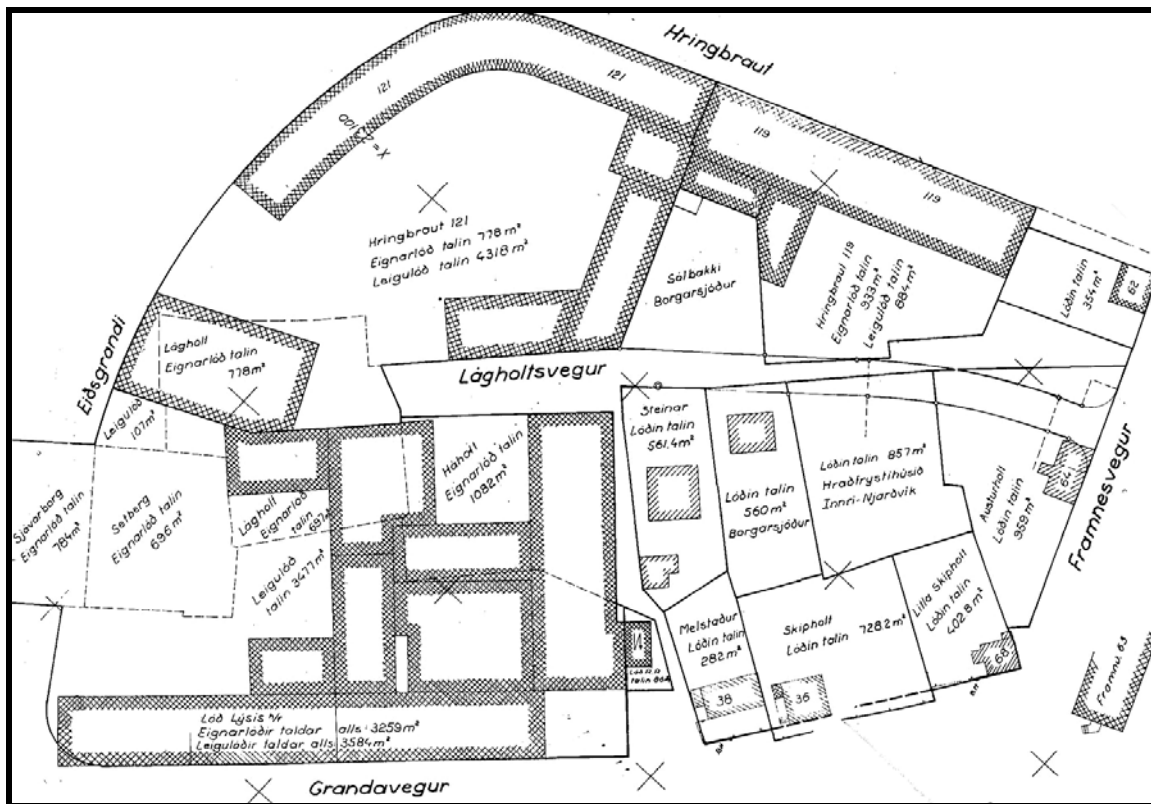 Hringbraut
121
121
X = 23.100
119
119
Hringbraut 121
Eignarlóð talin 778 m²
Leigulóð talin 4318 m²
Sólbakki
Borgarsjóður
Hringbraut 119
Eignarlóð talin
933 m²
Leigulóð talin
884 m²
Lóðin talin
354 m²
62
Eiðsgrandi
Lágholt
Eignarlóð talin
778 m²
Leigulóð
107 m²
Lágholtsvegur
Sjávarborg
Eignarlóð talin
784 m²
Setberg
Eignarlóð talin
696 m²
Lágholt
Eignarlóð
talin
Leigulóð
talin 3477 m²
Háholt
Eignarlóð talin
1082 m²
Steinar
Lóðin talin
561.4 m²
Lóðin talin
560 m²
Borgarsjóður
Lóðin talin 857 m²
Hraðfrystihúsið
Innri-Njarðvík
Austurholt
Lóðin talin
959 m²
64
Framnesvegur
Melstaður
Lóðin talin
282 m²
38
Skipholt
Lóðin talin 728.2 m²
36
Litla Skipholt
Lóðin talin
402.8 m²
68
Framnv. 63
Lóð Lýsis h/f
Eignarlóðir taldar alls 3259 m²
Leigulóðir taldar alls 3584 m²
Grandavegur